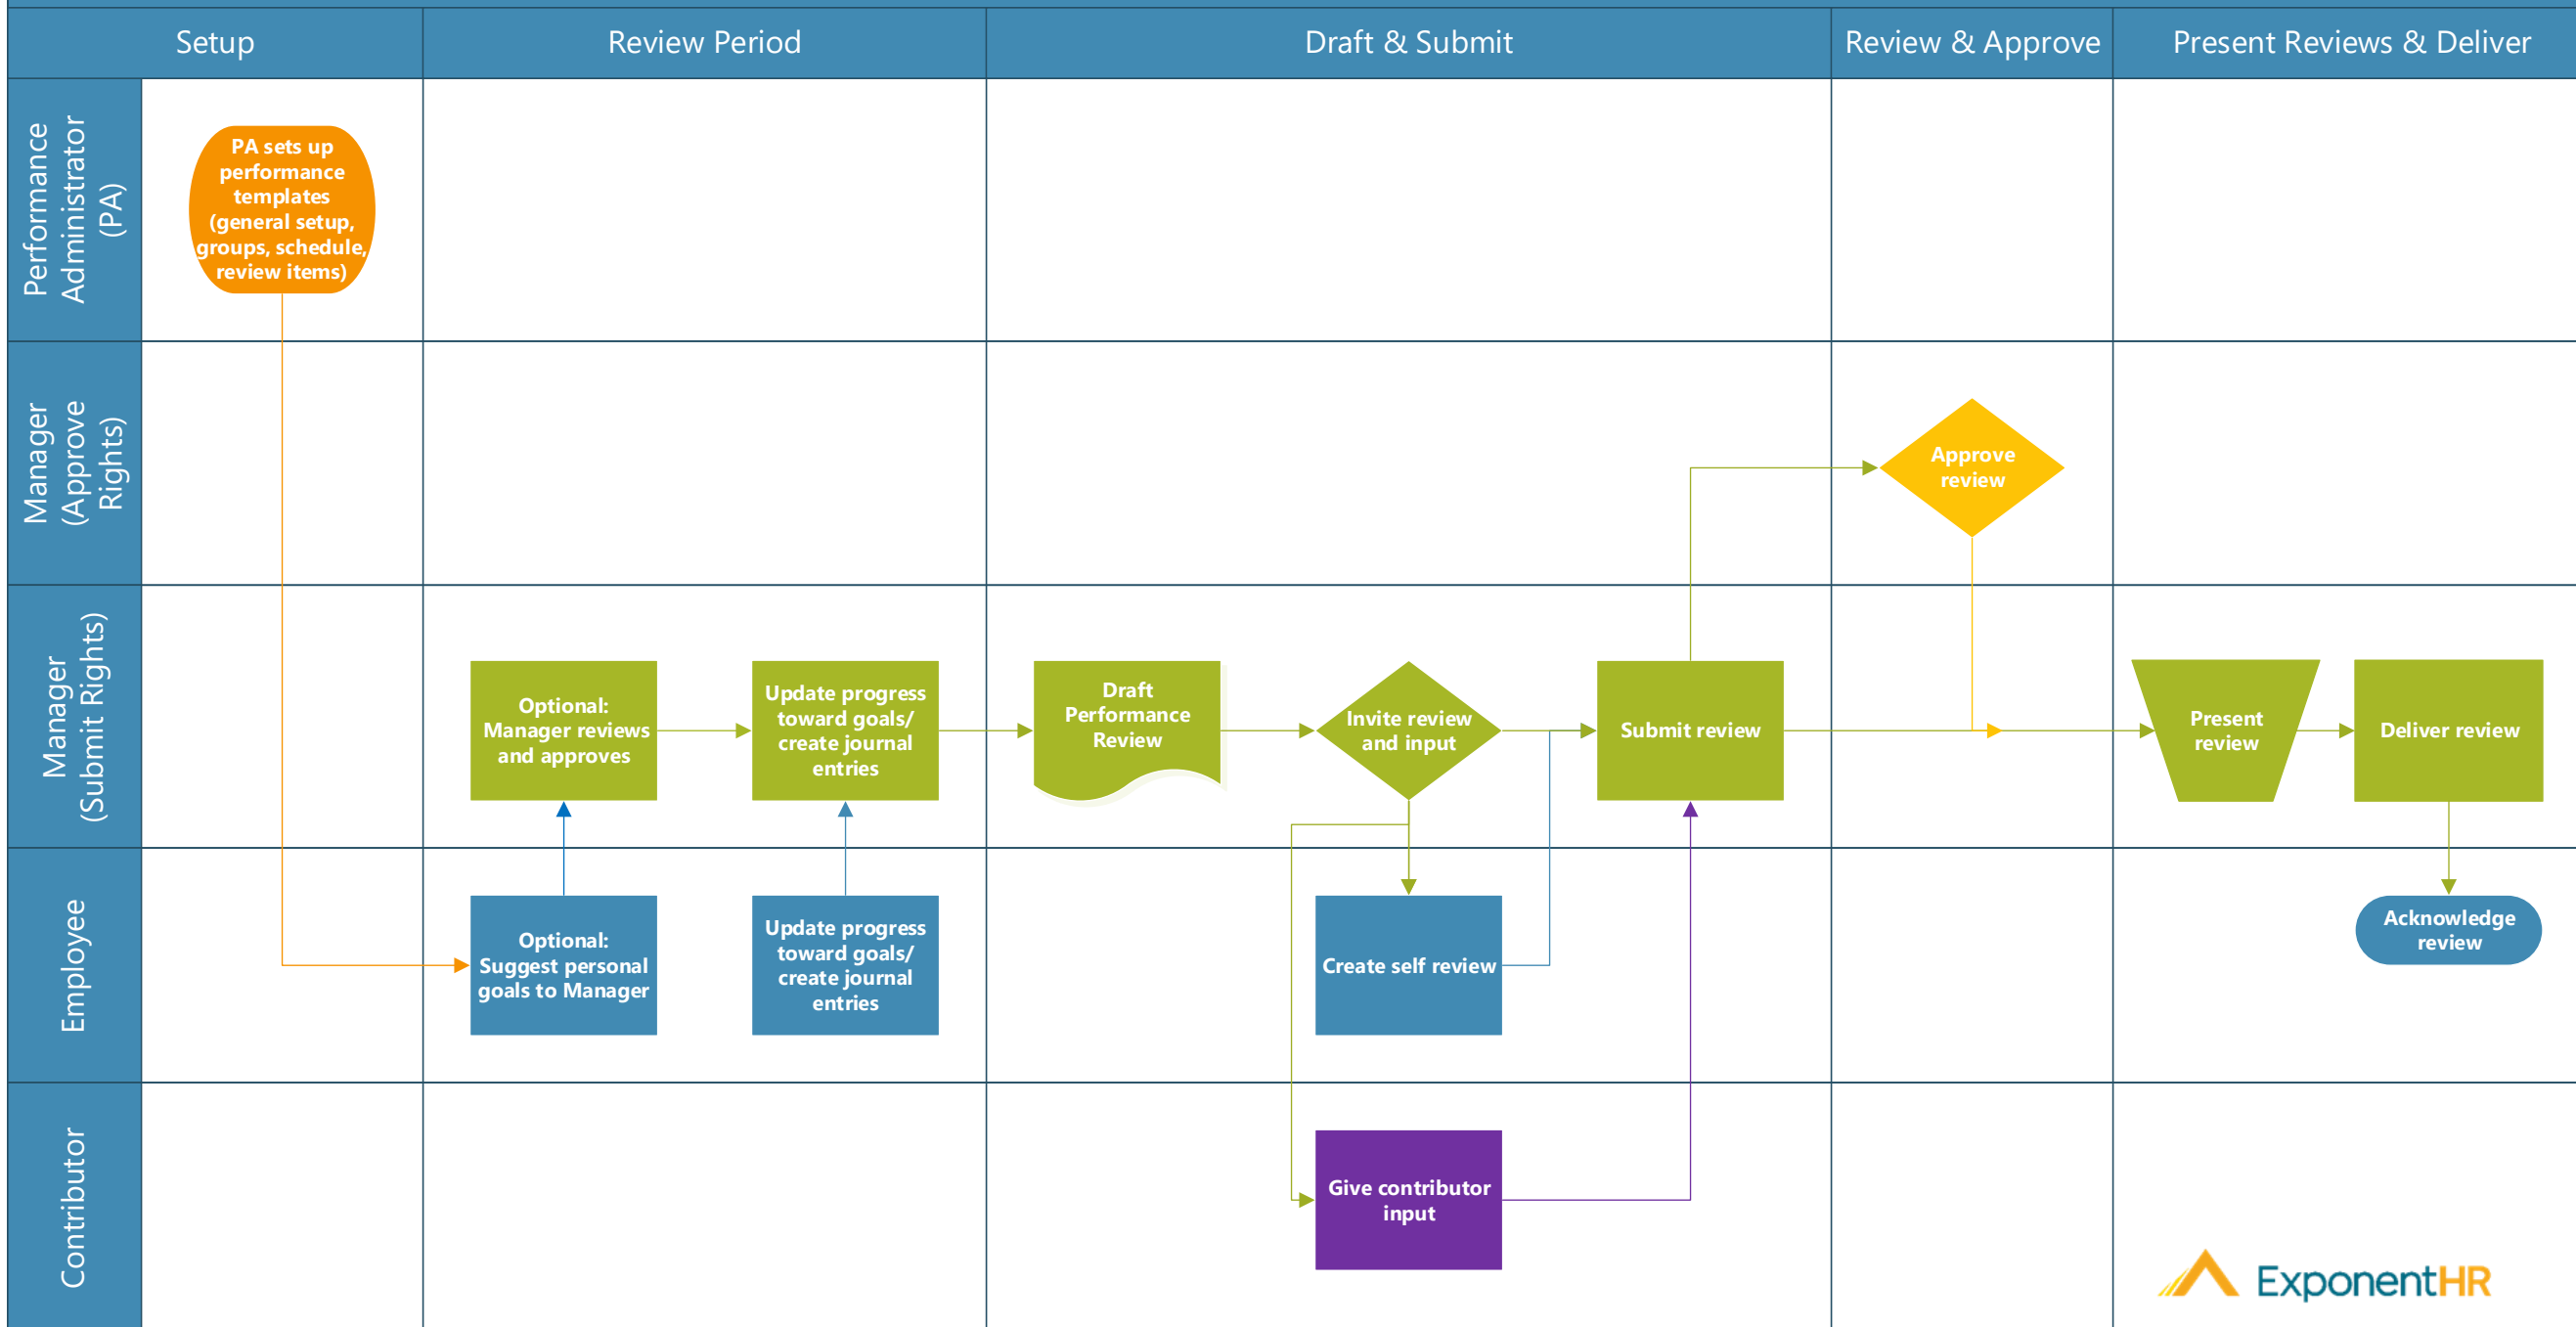 Setup
Review Period
Draft & Submit
Review & Approve
Present Reviews & Deliver
Performance
Administrator
(PA)
PA sets up
performance
templates
(general setup,
groups, schedule,
review items)
Manager
(Approve
Rights)
Approve
review
Manager
(Submit Rights)
Optional:
Manager reviews
and approves
Update progress
toward goals/
create journal
entries
Draft
Performance
Review
Invite review
and input
Submit review
Present
review
Deliver review
Employee
Optional:
Suggest personal
goals to Manager
Update progress
toward goals/
create journal
entries
Create self review
Acknowledge
review
Contributor
Give contributor
input
ExponentHR